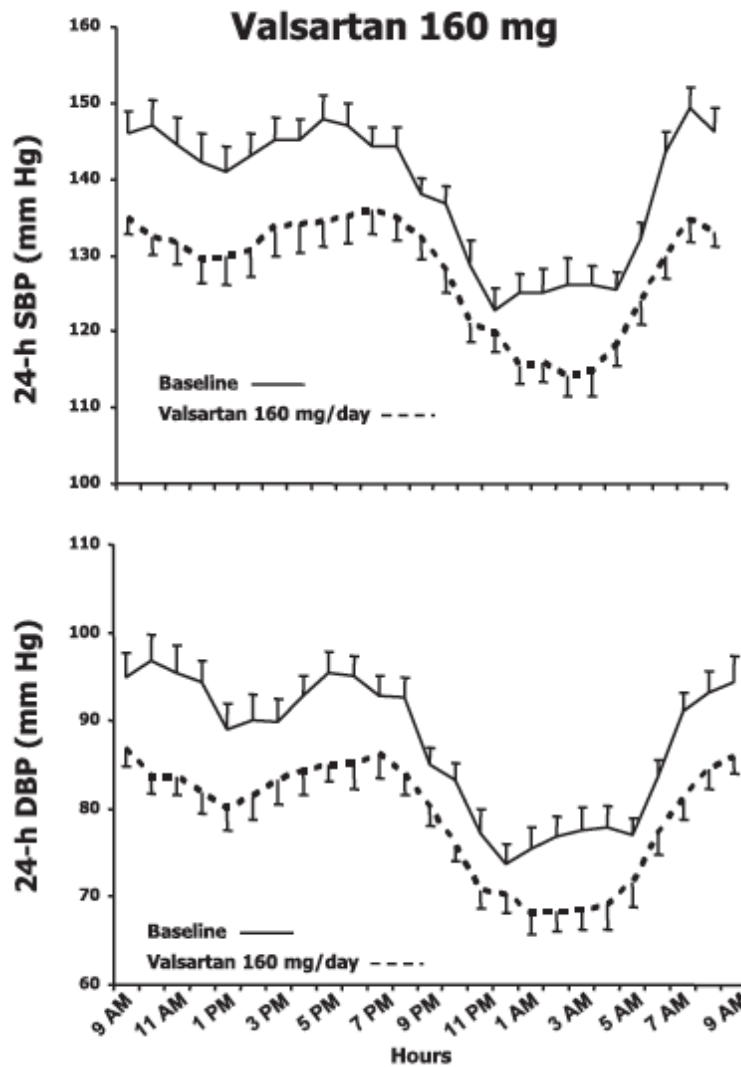 Valsartan 160 mg
24-h SBP (mm Hg)
160
150
140
130
120
110
100
Baseline
Valsartan 160 mg/day
24-h DBP (mm Hg)
110
100
90
80
70
60
Baseline
Valsartan 160 mg/day
9 AM 11 AM 1 PM 3 PM 5 PM 7 PM 9 PM 11 PM 1 AM 3 AM 5 AM 7 AM 9 AM
Hours